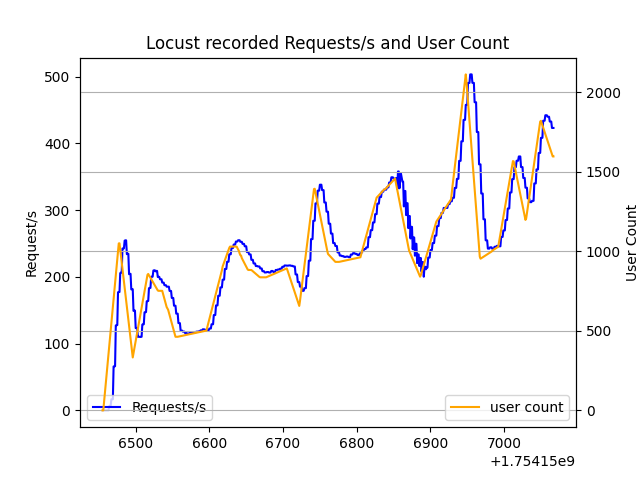 Locust recorded Requests/s and User Count
500
400
300
200
100
0
Request/s
2000
1500
1000
500
0
User Count
Requests/s
user count
6500 6600 6700 6800 6900 7000
+1.75415e9